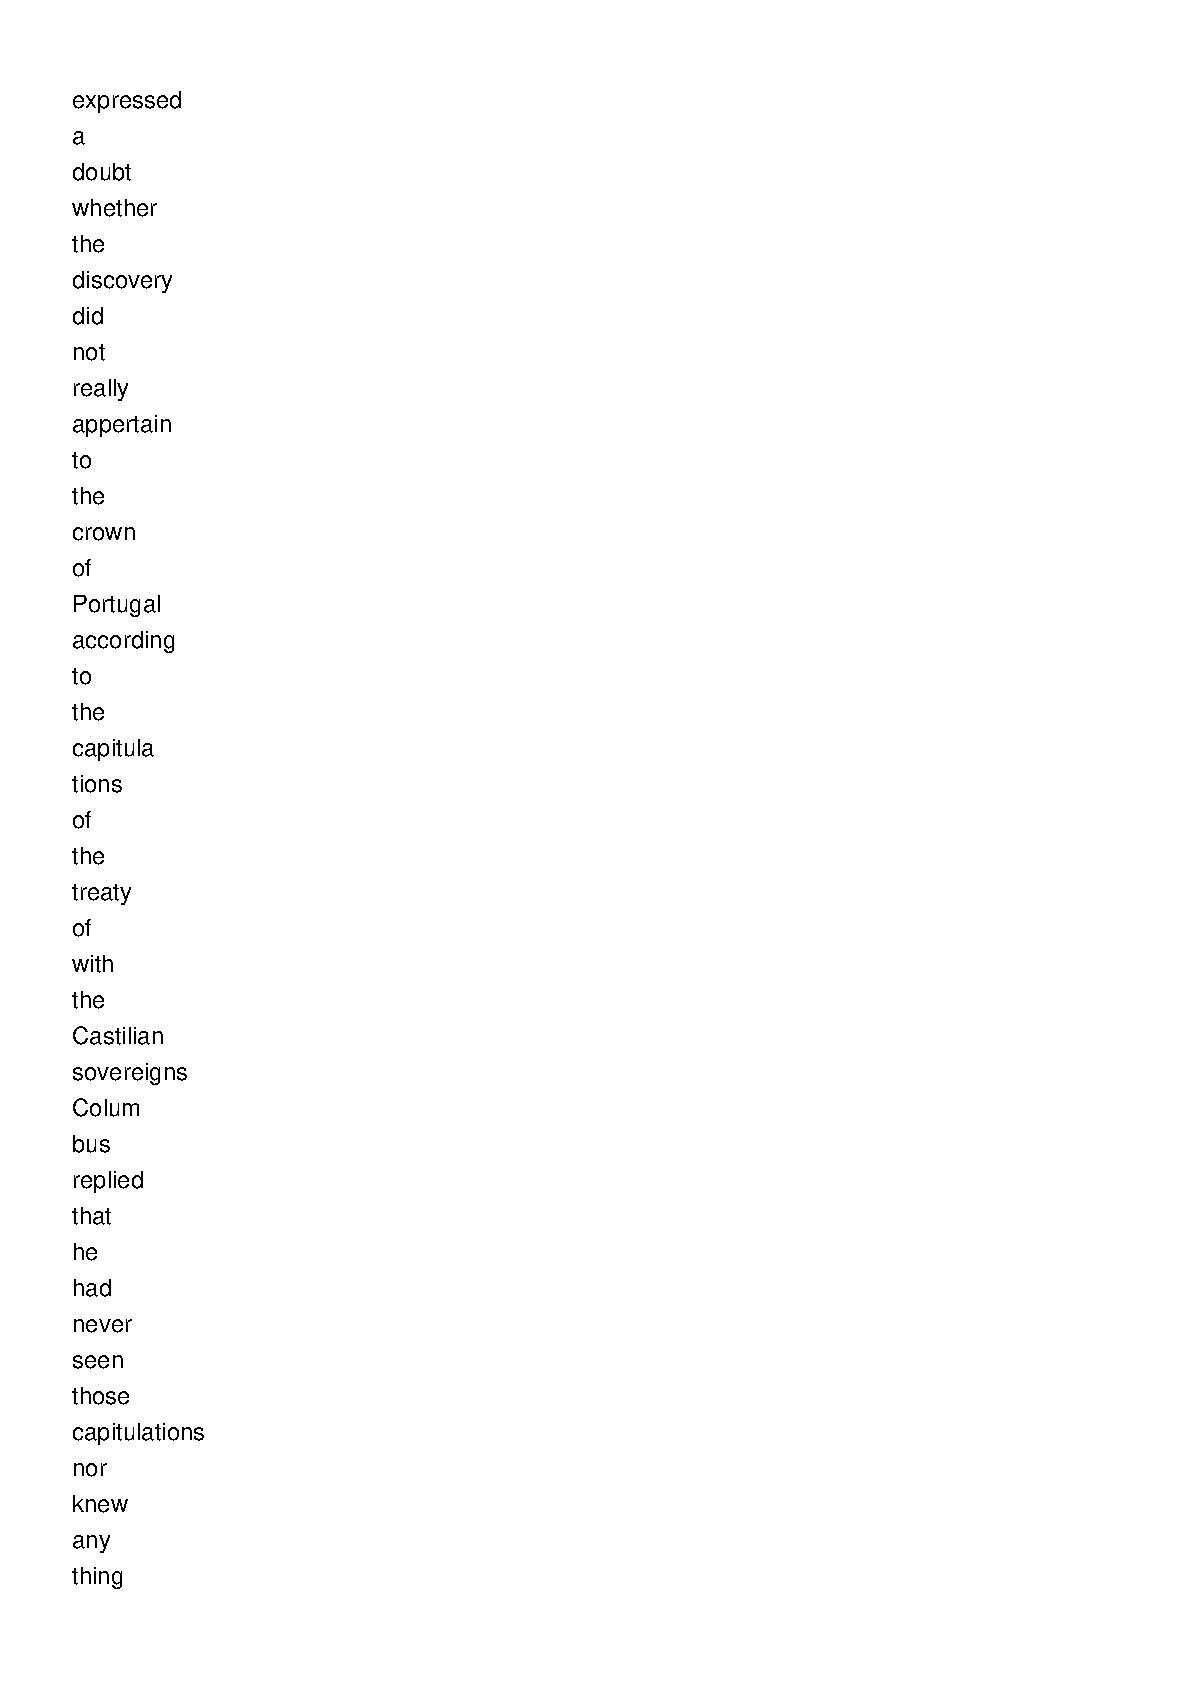 expressed
a
doubt
whether
the
discovery
did
not
really
appertain
to
the
crown
of
Portugal
according
to
the
capitula
tions
of
the
treaty
of
with
the
Castilian
sovereigns
Colum
bus
replied
that
he
had
never
seen
those
capitulations
nor
knew
any
thing